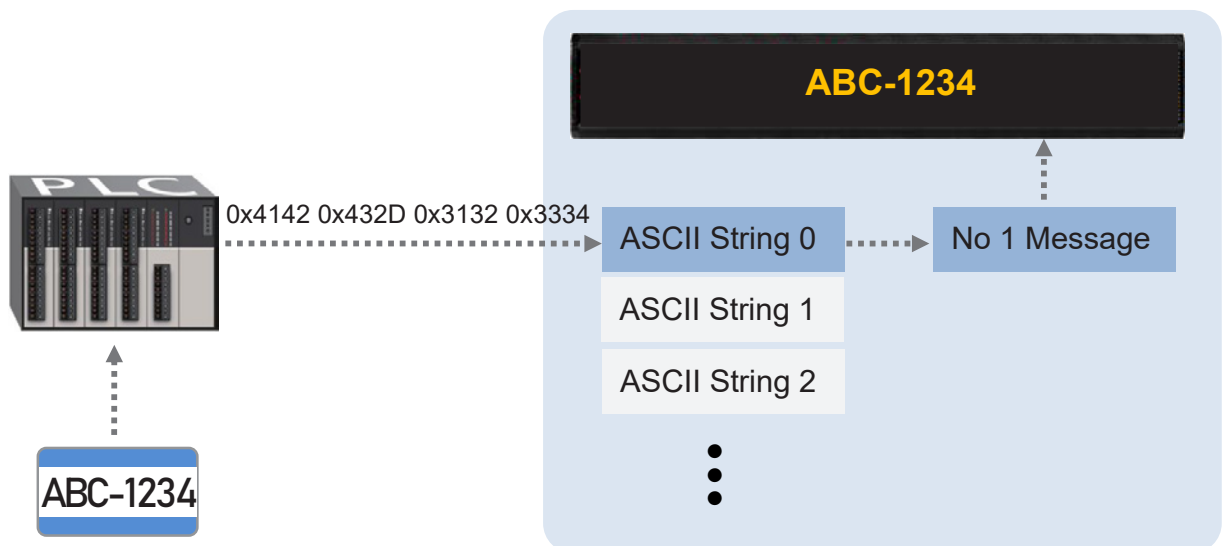 ABC-1234
PLC
0x4142 0x432D 0x3132 0x3334
ASCII String 0
No 1 Message
ASCII String 1
ASCII String 2
ABC-1234